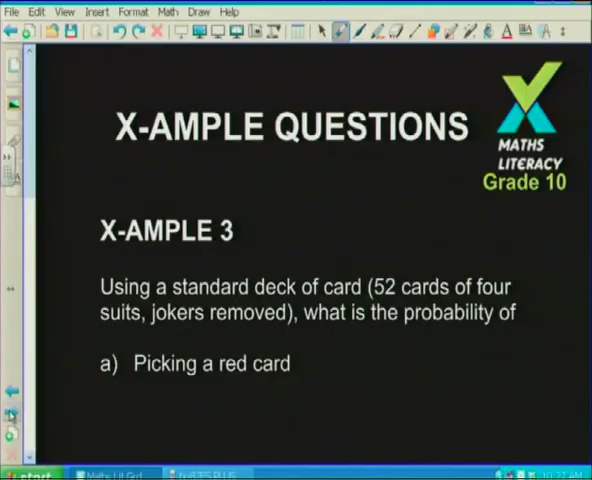 File Edit View Insert Format Math Draw Help
X-AMPLE QUESTIONS
MATHS
LITERACY
Grade 10
X-AMPLE 3
Using a standard deck of card (52 cards of four
suits, jokers removed), what is the probability of
a) Picking a red card
start